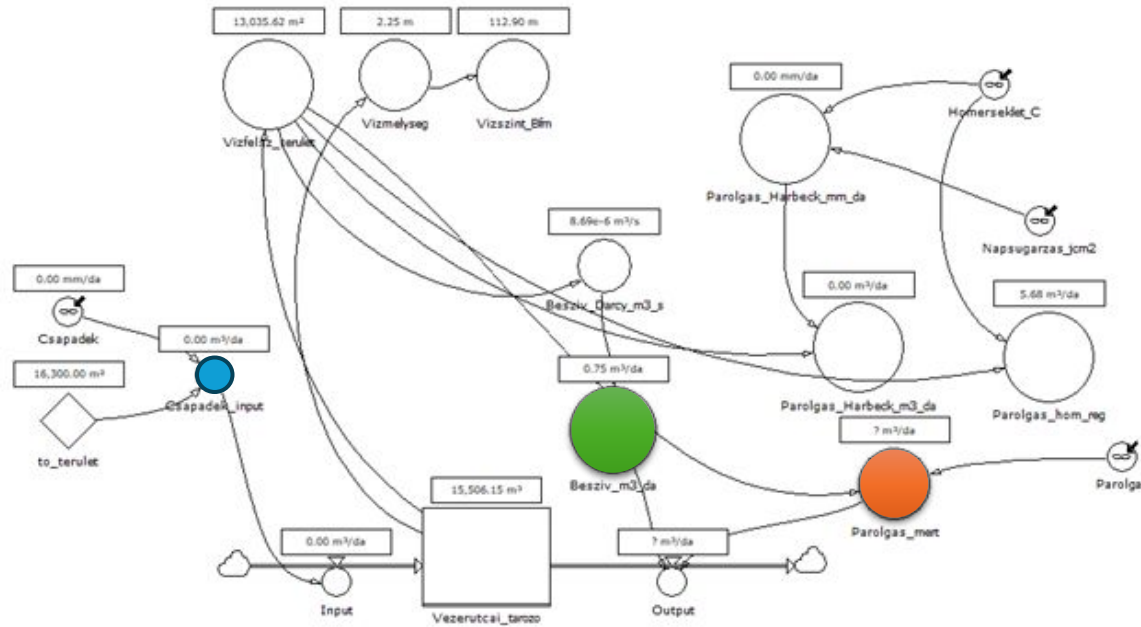 13,035.62 m²
2.25 m
112.90 m
Vizfelsz_terulet
Vizmelyseg
Vizszint_Bfm
0.00 mm/da
Homerseklet_C
Parolgas_Harbeck_mm_da
Napsugarzas_jcm2
8.69e-6 m³/s
Besziv_Darcy_m3_s
0.00 mm/da
Csapadek
0.00 m³/da
16,300.00 m²
Csapadek_input
to_terulet
0.00 m³/da
5.68 m³/da
Parolgas_Harbeck_m3_da
Parolgas_hom_reg
0.75 m³/da
Besziv_m3_da
? m³/da
Parolgas_mert
Parolga
15,506.15 m³
0.00 m³/da
? m³/da
Input
Vezerutcai_tarozo
Output